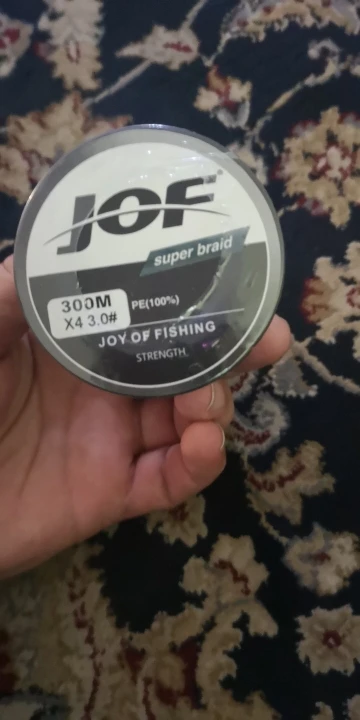 JOF
super braid
300M
X4 3.0#
PE(100%)
JOY OF FISHING
STRENGTH